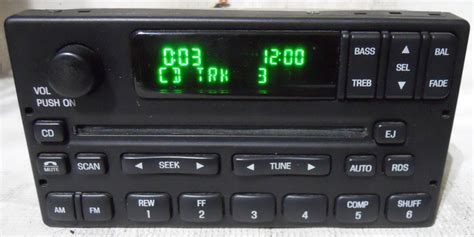 0:03 12:00
CD TRK 3
BASS
TREB
SEL
BAL
FADE
VOL
PUSH ON
CD
EJ
MUTE
SCAN
SEEK
TUNE
AUTO
RDS
AM
FM
REW
1
FF
2
3
4
COMP
5
SHUFF
6